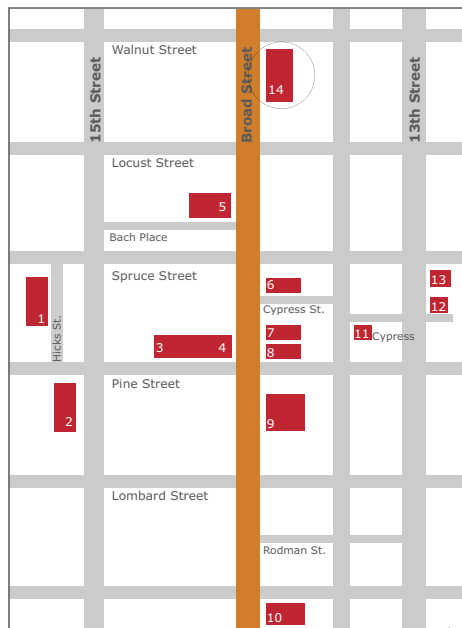 Walnut Street
15th Street
Broad Street
13th Street
14
Locust Street
5
Bach Place
Spruce Street
6
13
Cypress St.
12
1
Hicks St.
7
11
Cypress
3
4
8
Pine Street
2
9
Lombard Street
Rodman St.
10